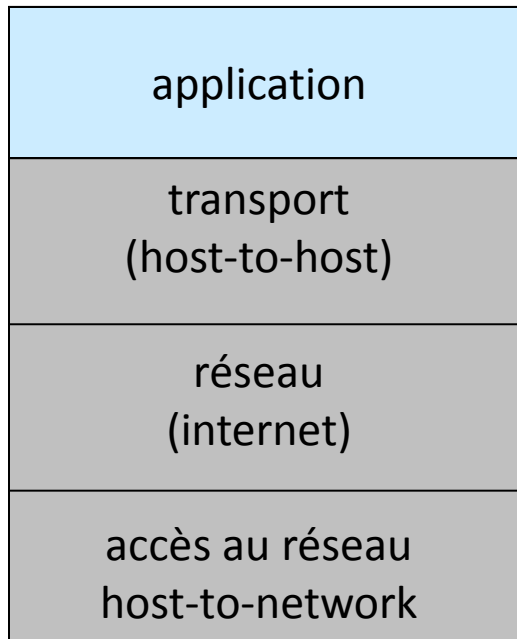 application
transport
(host-to-host)
réseau
(internet)
accès au réseau
host-to-network